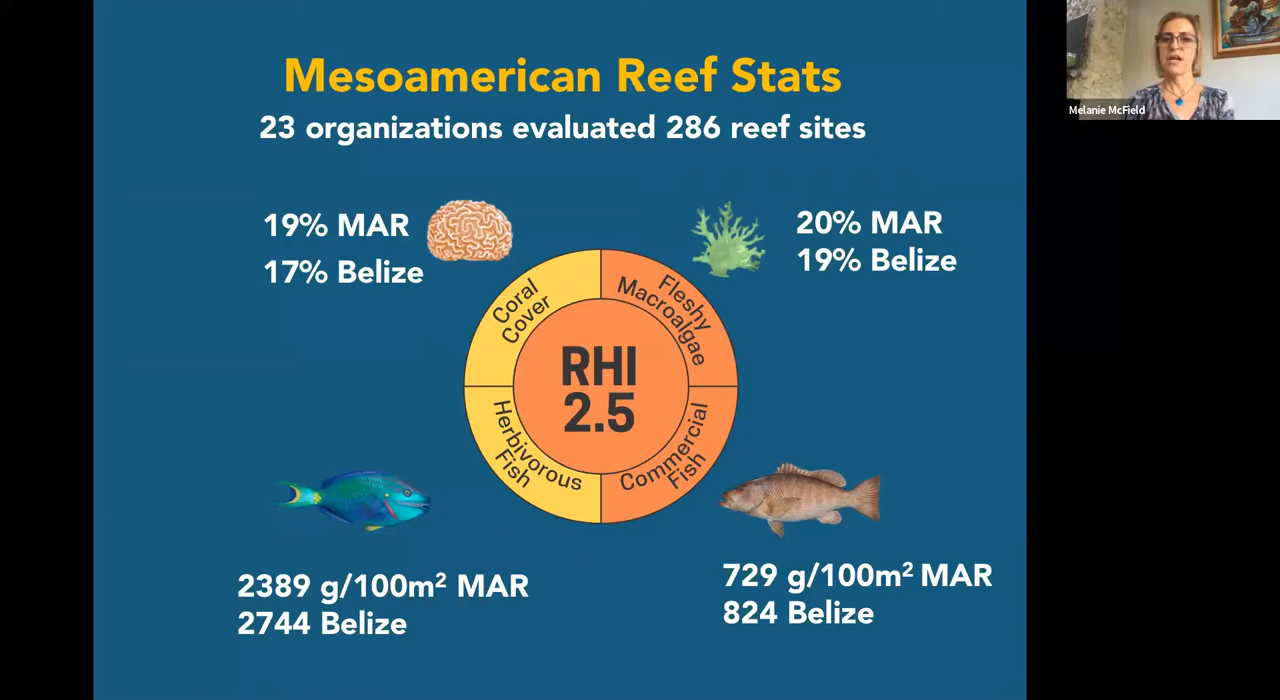 Mesoamerican Reef Stats
23 organizations evaluated 286 reef sites
19% MAR
17% Belize
20% MAR
19% Belize
Coral
Cover
Fleshy
Macroalgae
RHI
2.5
Herbivorous
Fish
Commercial
Fish
2389 g/100m² MAR
2744 Belize
729 g/100m² MAR
824 Belize
Melanie McField